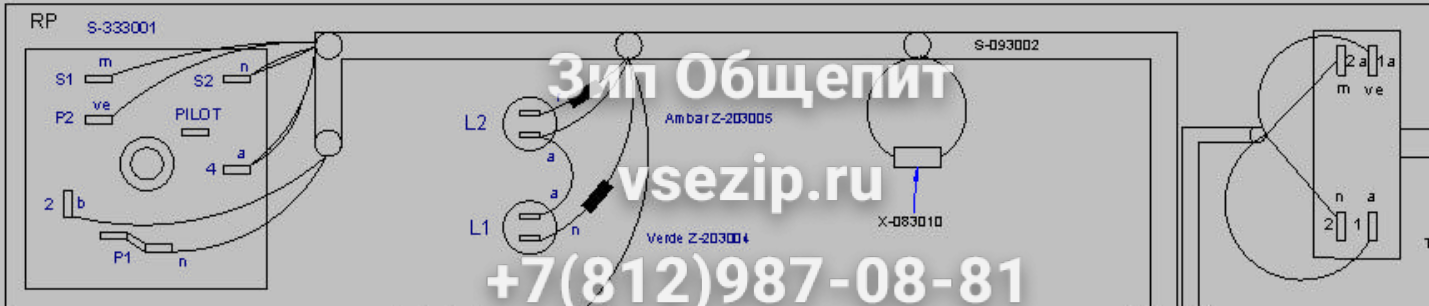 RP
S-333001
S-093002
m
S1
n
S2
2 a 1 a
m ve
ve
P2
PILOT
Зип Общепит
Ambar Z-203005
L2
a
4
a
vsezip.ru
2 b
a
n a
L1
n
X-083010
2 1
Verde Z-203004
P1
n
+7(812)987-08-81